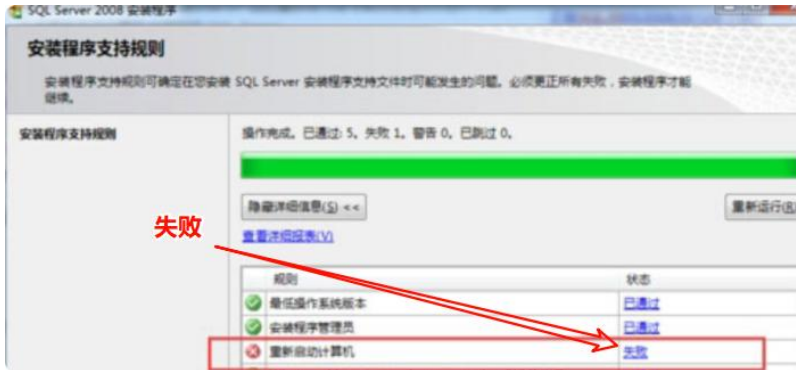 SQL Server 2008 安装程序
安装程序支持规则
安装程序支持规则可确定在您安装 SQL Server 安装程序支持文件时可能发生的问题。必须更正所有失败，安装程序才能
继续。
安装程序支持规则
操作完成。已通过: 5。失败 1。警告 0。已跳过 0。
隐藏详细信息(S) <<
重新运行(R)
失败
查看详细报表(V)
规则 状态
最低操作系统版本 已通过
安装程序管理员 已通过
重新启动计算机 失败